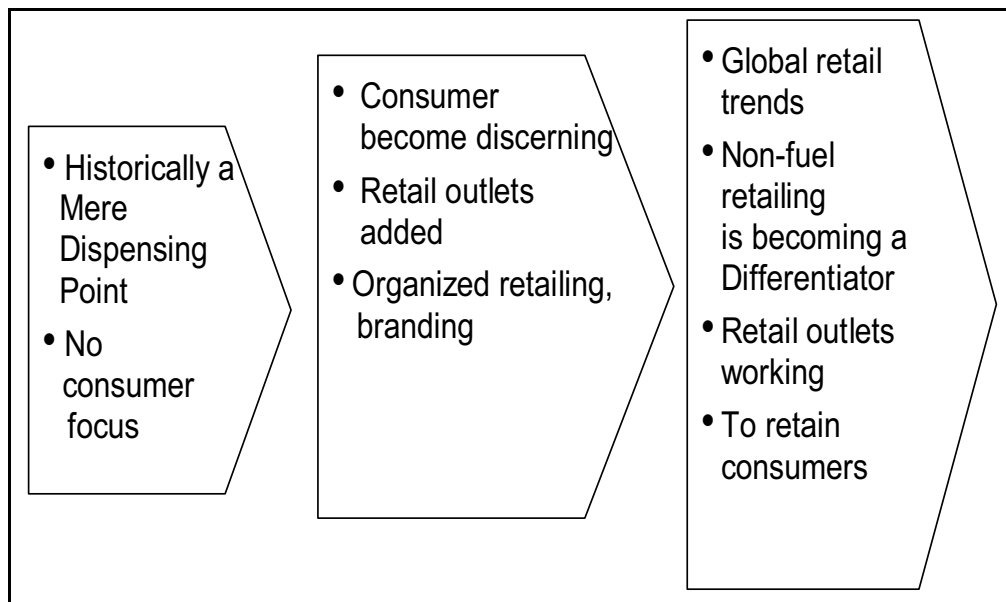 • Historically a
Mere
Dispensing
Point
• No
consumer
focus
• Consumer
become discerning
• Retail outlets
added
• Organized retailing,
branding
• Global retail
trends
• Non-fuel
retailing
is becoming a
Differentiator
• Retail outlets
working
• To retain
consumers